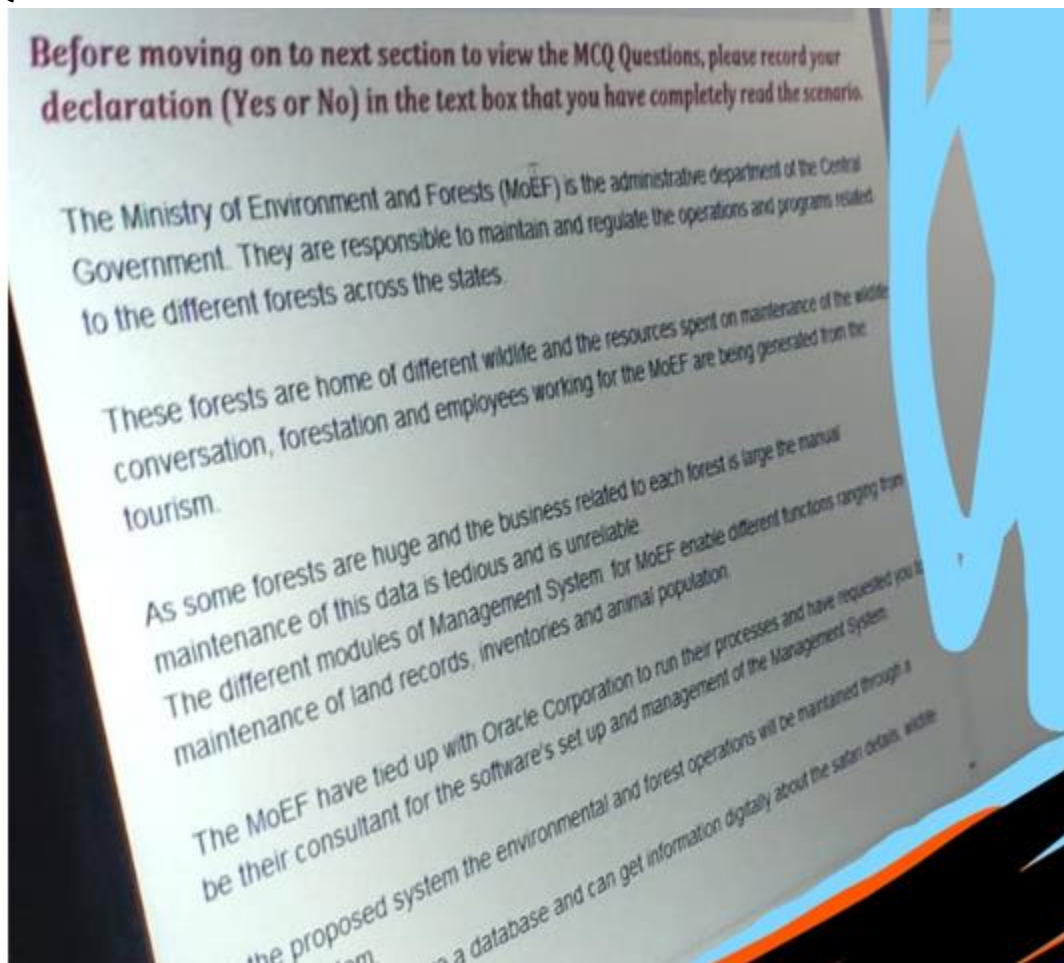 Before moving on to next section to view the MCQ Questions, please record your
declaration (Yes or No) in the text box that you have completely read the scenario.
The Ministry of Environment and Forests (MoEF) is the administrative department of the Central
Government. They are responsible to maintain and regulate the operations and programs related
to the different forests across the states.
These forests are home of different wildlife and the resources spent on maintenance of the wildlife
conversation, forestation and employees working for the MoEF are being generated from the
tourism.
As some forests are huge and the business related to each forest is large the manual
maintenance of this data is tedious and is unreliable
The different modules of Management System for MoEF enable different functions ranging from
maintenance of land records, inventories and animal population.
The MoEF have tied up with Oracle Corporation to run their processes and have requested you to
be their consultant for the software's set up and management of the Management System.
the proposed system the environmental and forest operations will be maintained through a
a database and can get information digitally about the safari details, wildlife